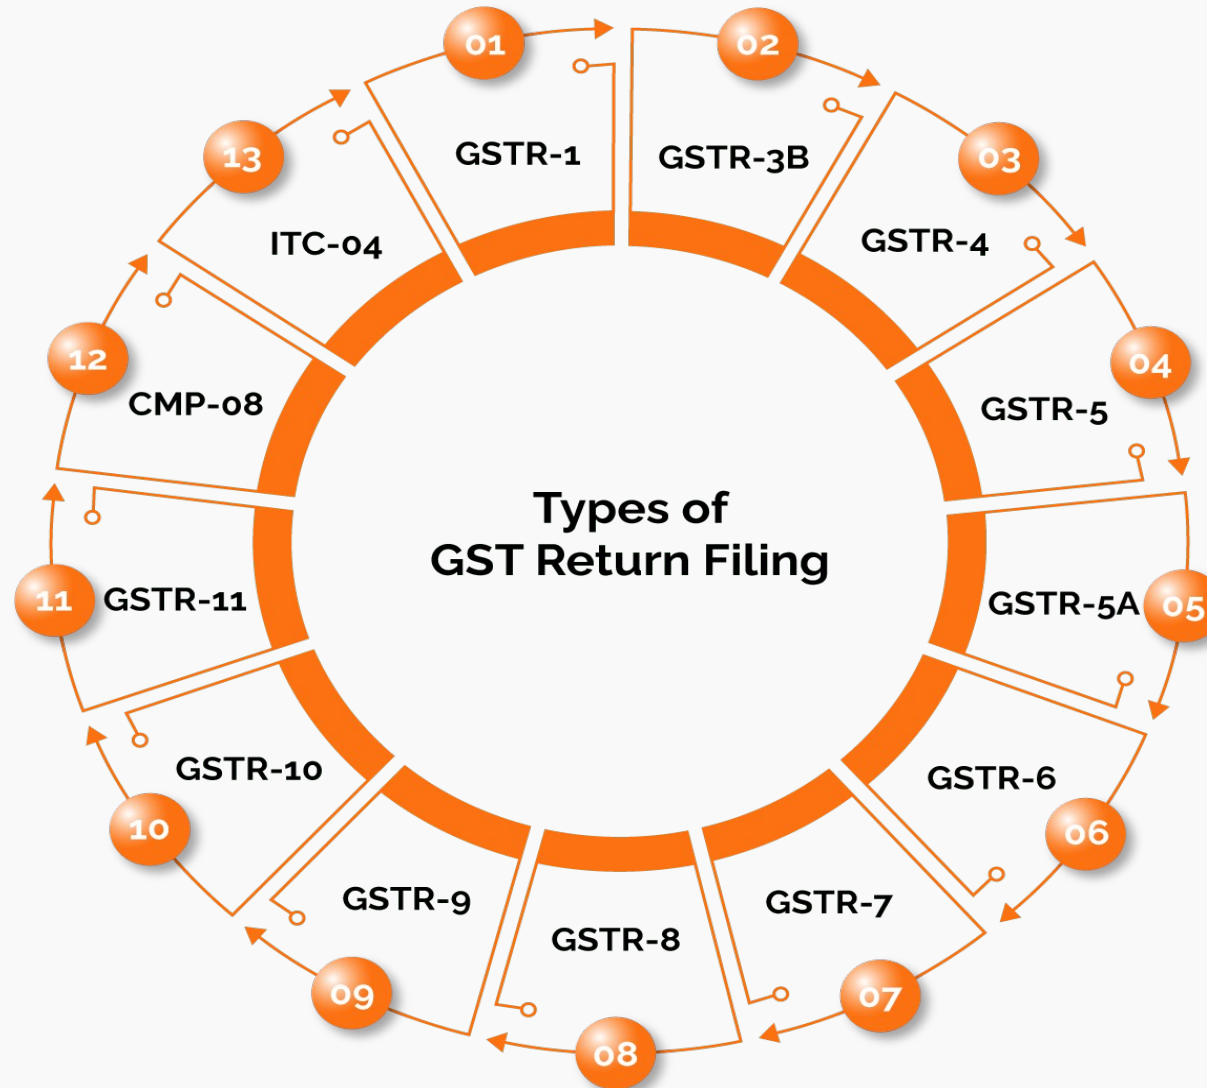 Types of
GST Return Filing
01
GSTR-1
02
GSTR-3B
03
GSTR-4
04
GSTR-5
05
GSTR-5A
06
GSTR-6
07
GSTR-7
08
GSTR-8
09
GSTR-9
10
GSTR-10
11
GSTR-11
12
CMP-08
13
ITC-04